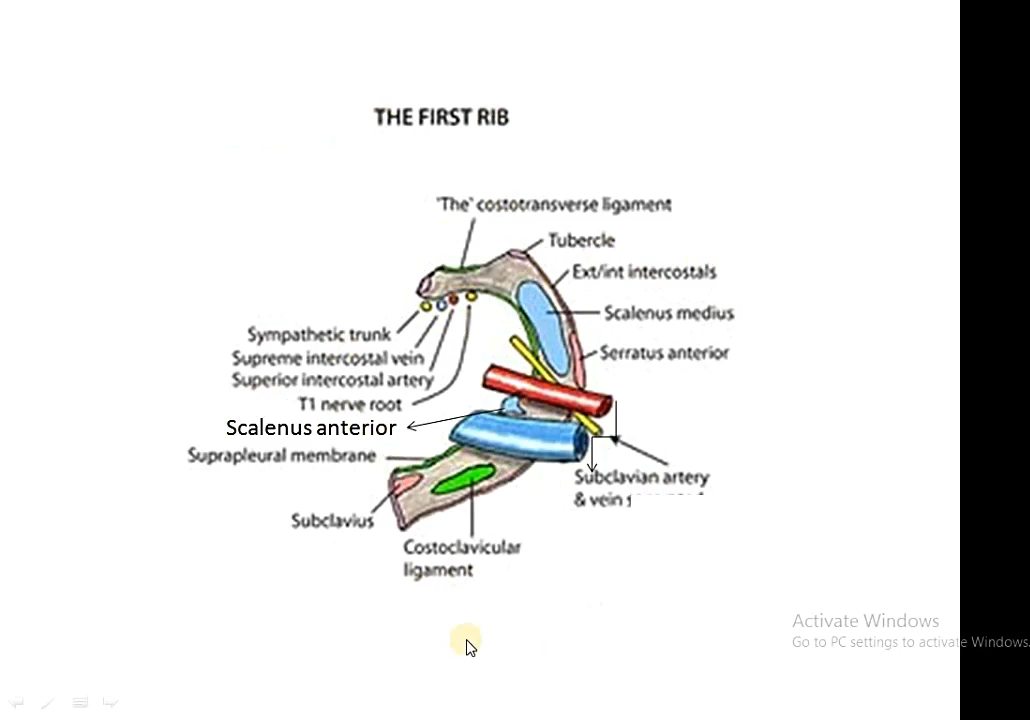 THE FIRST RIB
'The' costotransverse ligament
Tubercle
Ext/int intercostals
Scalenus medius
Serratus anterior
Sympathetic trunk
Supreme intercostal vein
Superior intercostal artery
T1 nerve root
Scalenus anterior
Suprapleural membrane
Subclavian artery
& vein
Subclavius
Costoclavicular
ligament
Activate Windows
Go to PC settings to activate Windows.